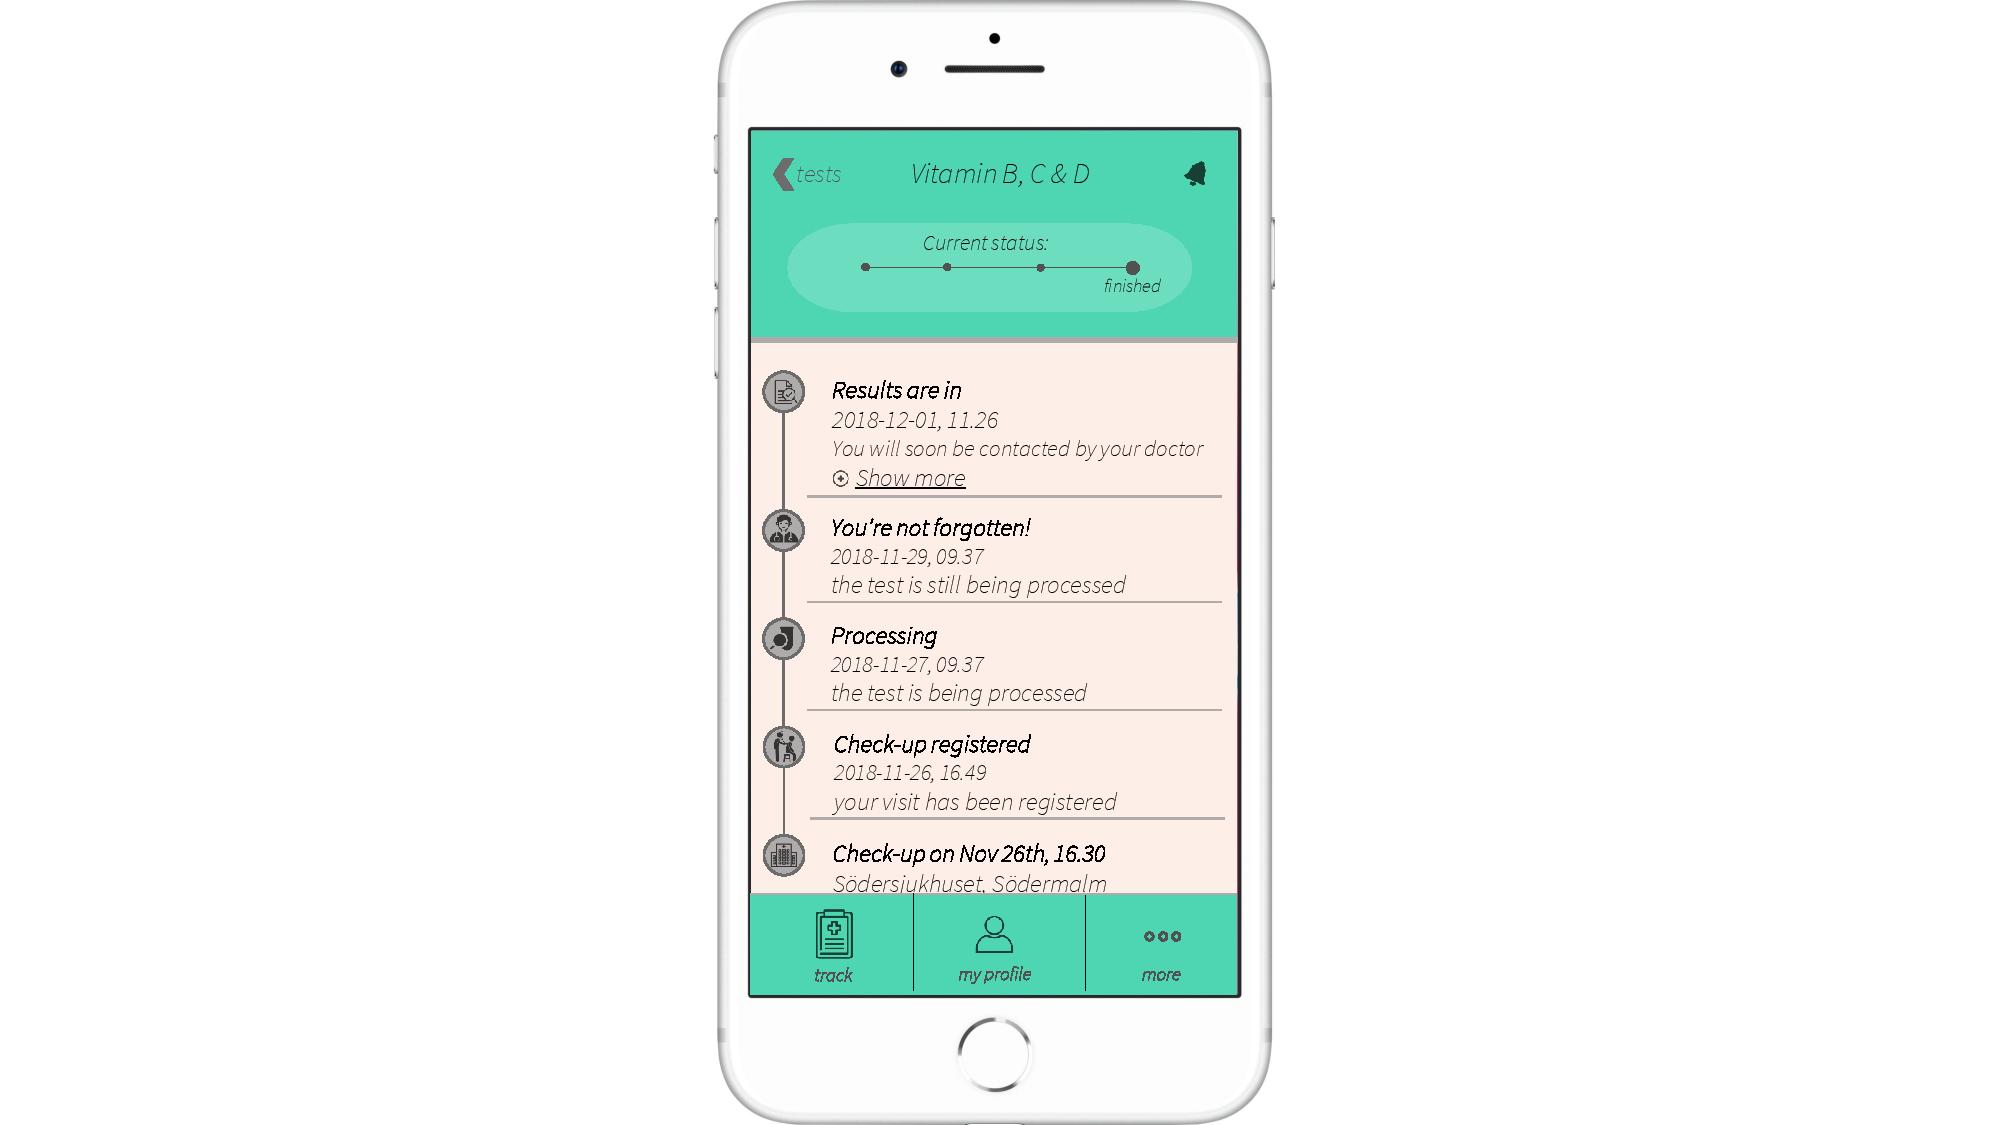 tests
Vitamin B, C & D
Current status:
finished
Results are in
2018-12-01, 11.26
You will soon be contacted by your doctor
Show more
You're not forgotten!
2018-11-29, 09.37
the test is still being processed
Processing
2018-11-27, 09.37
the test is being processed
Check-up registered
2018-11-26, 16.49
your visit has been registered
Check-up on Nov 26th, 16.30
Södersjukhuset, Södermalm
track
my profile
more